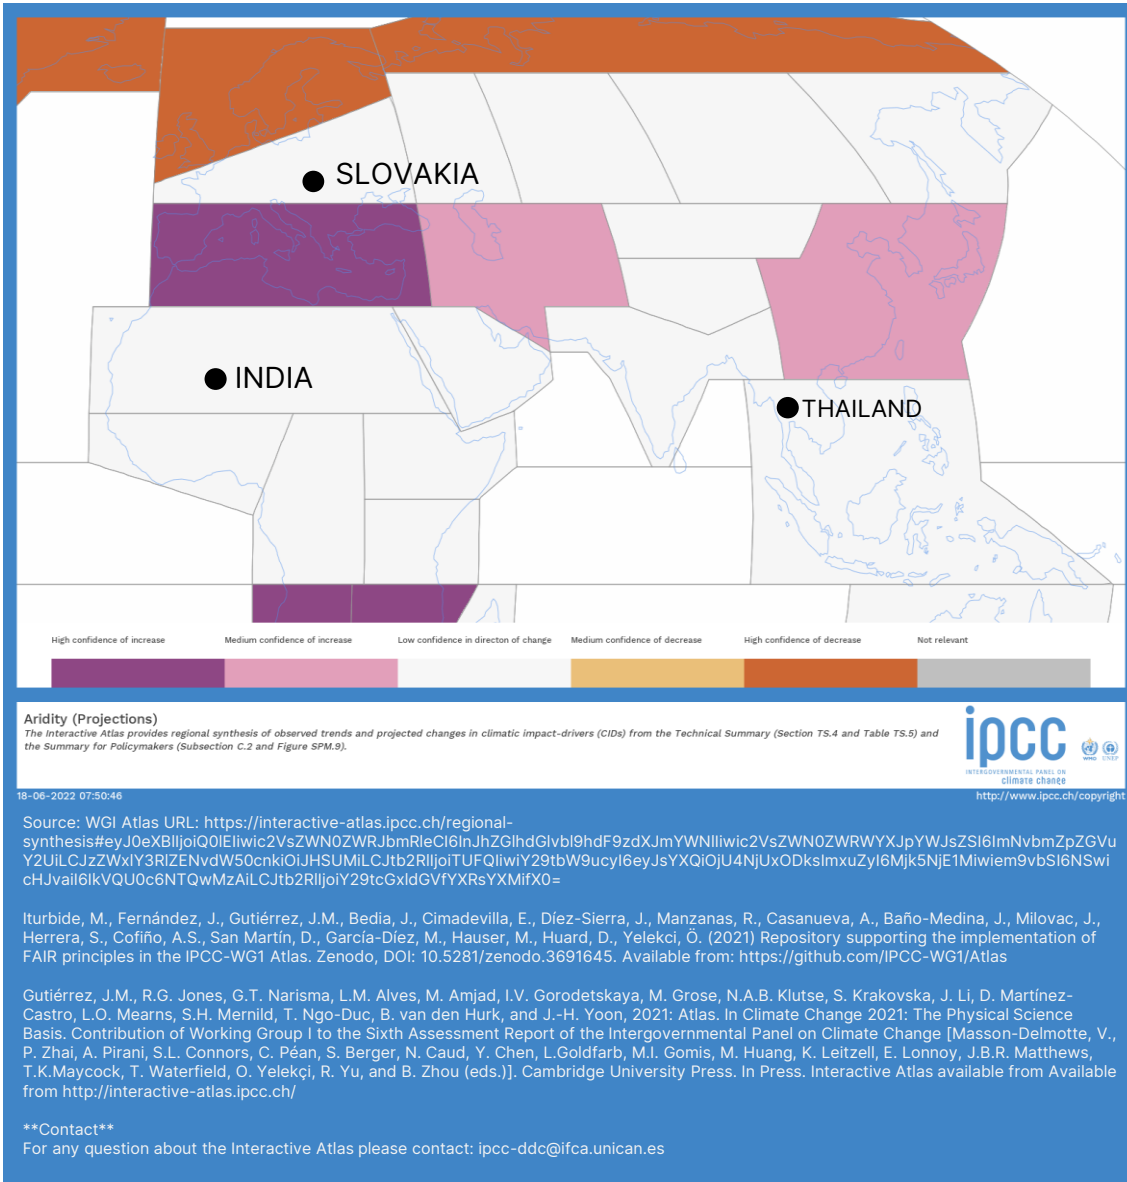 SLOVAKIA
INDIA
THAILAND
High confidence of increase
Medium confidence of increase
Low confidence in directon of change
Medium confidence of decrease
High confidence of decrease
Not relevant
Aridity (Projections)
The Interactive Atlas provides regional synthesis of observed trends and projected changes in climatic impact-drivers (CIDs) from the Technical Summary (Section TS.4 and Table TS.5) and
the Summary for Policymakers (Subsection C.2 and Figure SPM.9).
ipcc
INTERGOVERNMENTAL PANEL ON
climate change
WMO
UNEP
18-06-2022 07:50:46
http://www.ipcc.ch/copyright
Source: WGI Atlas URL: https://interactive-atlas.ipcc.ch/regional-
Iturbide, M., Fernández, J., Gutiérrez, J.M., Bedia, J., Cimadevilla, E., Díez-Sierra, J., Manzanas, R., Casanueva, A., Baño-Medina, J., Milovac, J.,
Herrera, S., Cofiño, A.S., San Martín, D., García-Díez, M., Hauser, M., Huard, D., Yelekci, Ö. (2021) Repository supporting the implementation of
FAIR principles in the IPCC-WG1 Atlas. Zenodo, DOI: 10.5281/zenodo.3691645. Available from: https://github.com/IPCC-WG1/Atlas
Gutiérrez, J.M., R.G. Jones, G.T. Narisma, L.M. Alves, M. Amjad, I.V. Gorodetskaya, M. Grose, N.A.B. Klutse, S. Krakovska, J. Li, D. Martínez-
Castro, L.O. Mearns, S.H. Mernild, T. Ngo-Duc, B. van den Hurk, and J.-H. Yoon, 2021: Atlas. In Climate Change 2021: The Physical Science
Basis. Contribution of Working Group I to the Sixth Assessment Report of the Intergovernmental Panel on Climate Change [Masson-Delmotte, V.,
P. Zhai, A. Pirani, S.L. Connors, C. Péan, S. Berger, N. Caud, Y. Chen, L.Goldfarb, M.I. Gomis, M. Huang, K. Leitzell, E. Lonnoy, J.B.R. Matthews,
T.K.Maycock, T. Waterfield, O. Yelekçi, R. Yu, and B. Zhou (eds.)]. Cambridge University Press. In Press. Interactive Atlas available from Available
from http://interactive-atlas.ipcc.ch/
**Contact**
For any question about the Interactive Atlas please contact: ipcc-ddc@ifca.unican.es